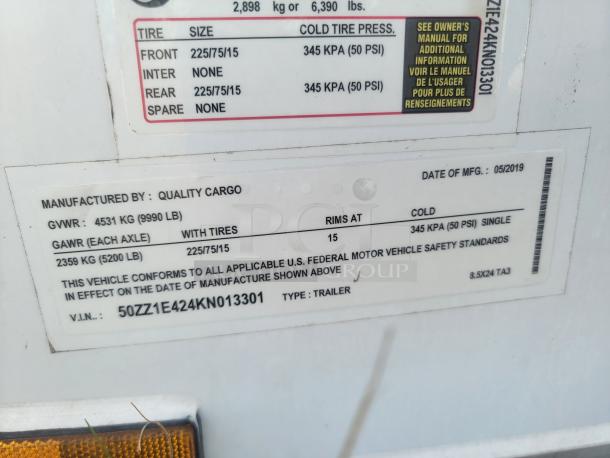 2,898 kg or 6,390 lbs.
TIRE SIZE COLD TIRE PRESS.
FRONT 225/75/15 345 KPA (50 PSI)
INTER NONE
REAR 225/75/15 345 KPA (50 PSI)
SPARE NONE
SEE OWNER'S
MANUAL FOR
ADDITIONAL
INFORMATION
VOIR LE MANUEL
DE L'USAGER
POUR PLUS DE
RENSEIGNEMENTS
Z1E424KN013301
MANUFACTURED BY : QUALITY CARGO DATE OF MFG. : 05/2019
GVWR : 4531 KG (9990 LB)
GAWR (EACH AXLE) WITH TIRES RIMS AT COLD
2359 KG (5200 LB) 225/75/15 15 345 KPA (50 PSI) SINGLE
THIS VEHICLE CONFORMS TO ALL APPLICABLE U.S. FEDERAL MOTOR VEHICLE SAFETY STANDARDS
IN EFFECT ON THE DATE OF MANUFACTURE SHOWN ABOVE
8.5X24 TA3
V.I.N..: 50ZZ1E424KN013301 TYPE : TRAILER
PCI
GROUP